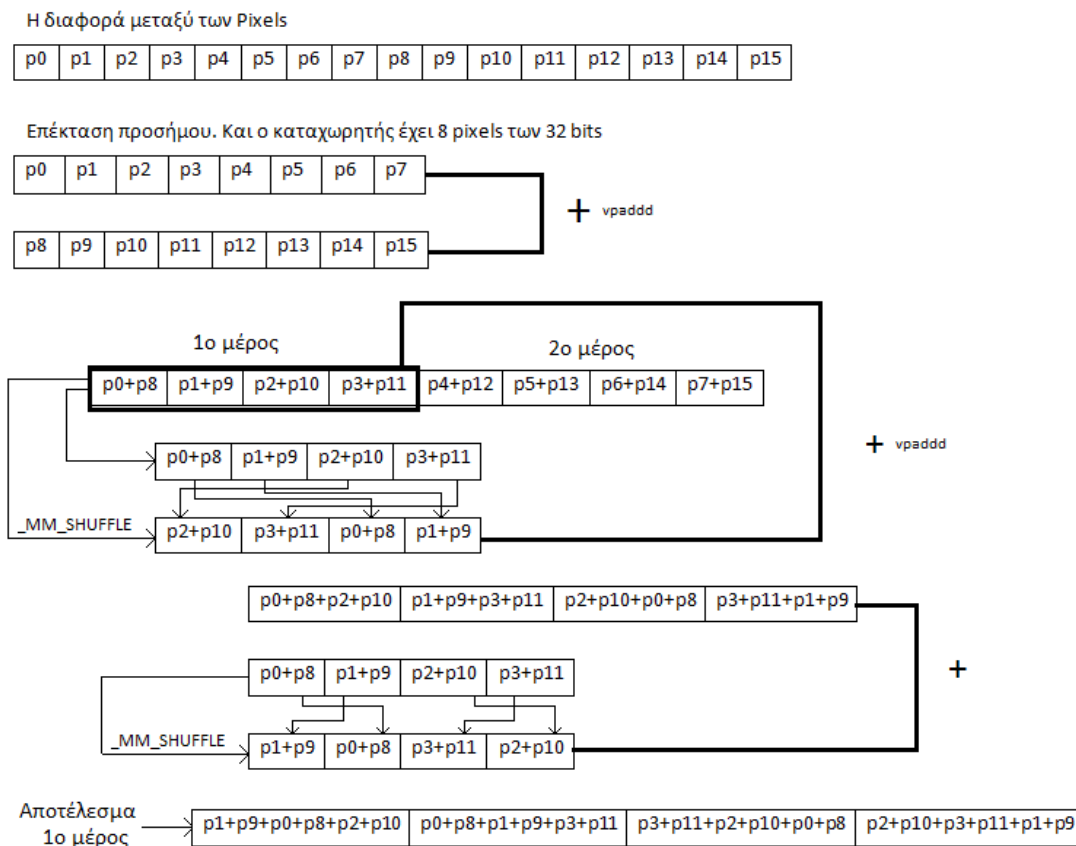 Η διαφορά μεταξύ των Pixels
p0 p1 p2 p3 p4 p5 p6 p7 p8 p9 p10 p11 p12 p13 p14 p15
Επέκταση προσήμου. Και ο καταχωρητής έχει 8 pixels των 32 bits
p0 p1 p2 p3 p4 p5 p6 p7
+ vpaddd
p8 p9 p10 p11 p12 p13 p14 p15
1ο μέρος 2ο μέρος
p0+p8 p1+p9 p2+p10 p3+p11 p4+p12 p5+p13 p6+p14 p7+p15
+ vpaddd
p0+p8 p1+p9 p2+p10 p3+p11
_MM_SHUFFLE
p2+p10 p3+p11 p0+p8 p1+p9
p0+p8+p2+p10 p1+p9+p3+p11 p2+p10+p0+p8 p3+p11+p1+p9
p0+p8 p1+p9 p2+p10 p3+p11
+
_MM_SHUFFLE
p1+p9 p0+p8 p3+p11 p2+p10
Αποτέλεσμα
1ο μέρος
p1+p9+p0+p8+p2+p10 p0+p8+p1+p9+p3+p11 p3+p11+p2+p10+p0+p8 p2+p10+p3+p11+p1+p9